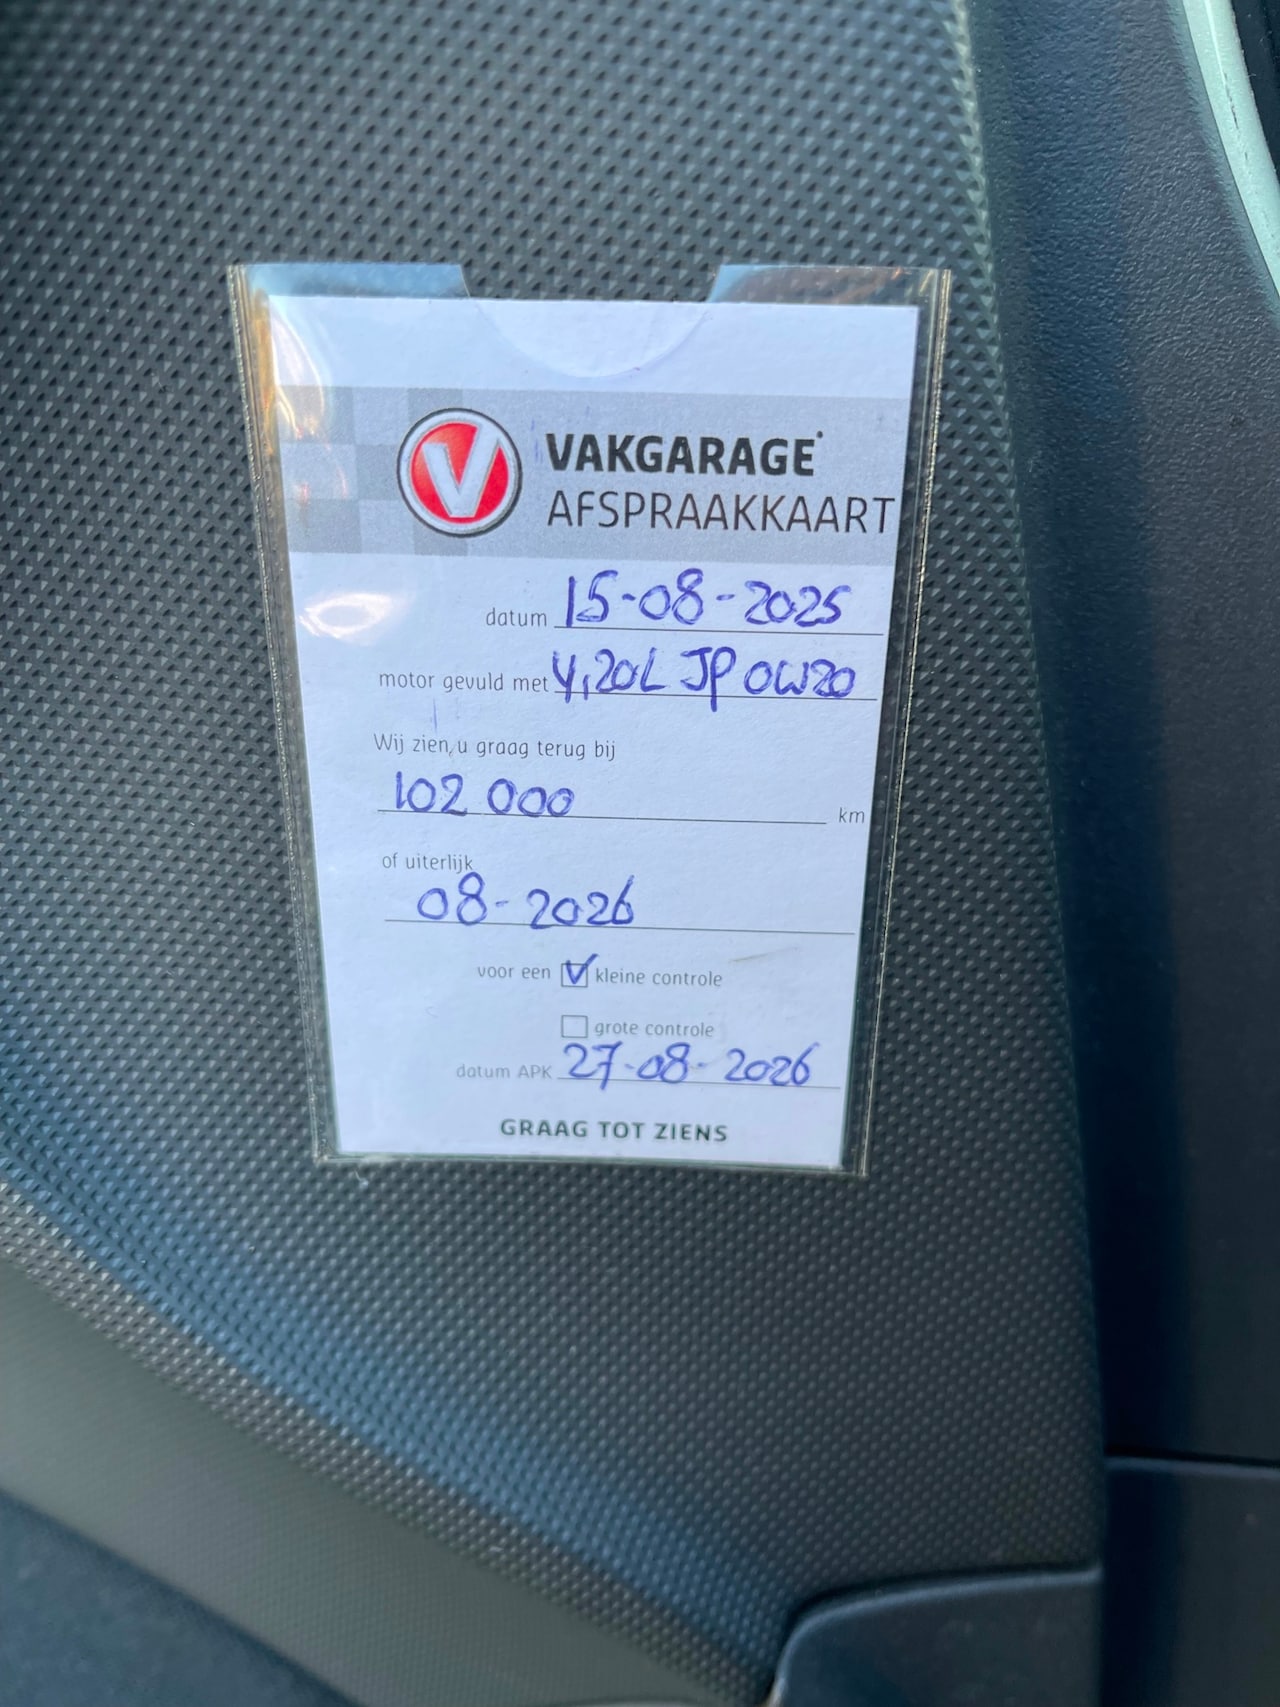 V VAKGARAGE
AFSPRAAKKAART
datum 15-08-2025
motor gevuld met 4,20L JP 0W20
Wij zien u graag terug bij
102 000 km
of uiterlijk
08-2026
voor een V kleine controle
grote controle
datum APK 27-08-2026
GRAAG TOT ZIENS